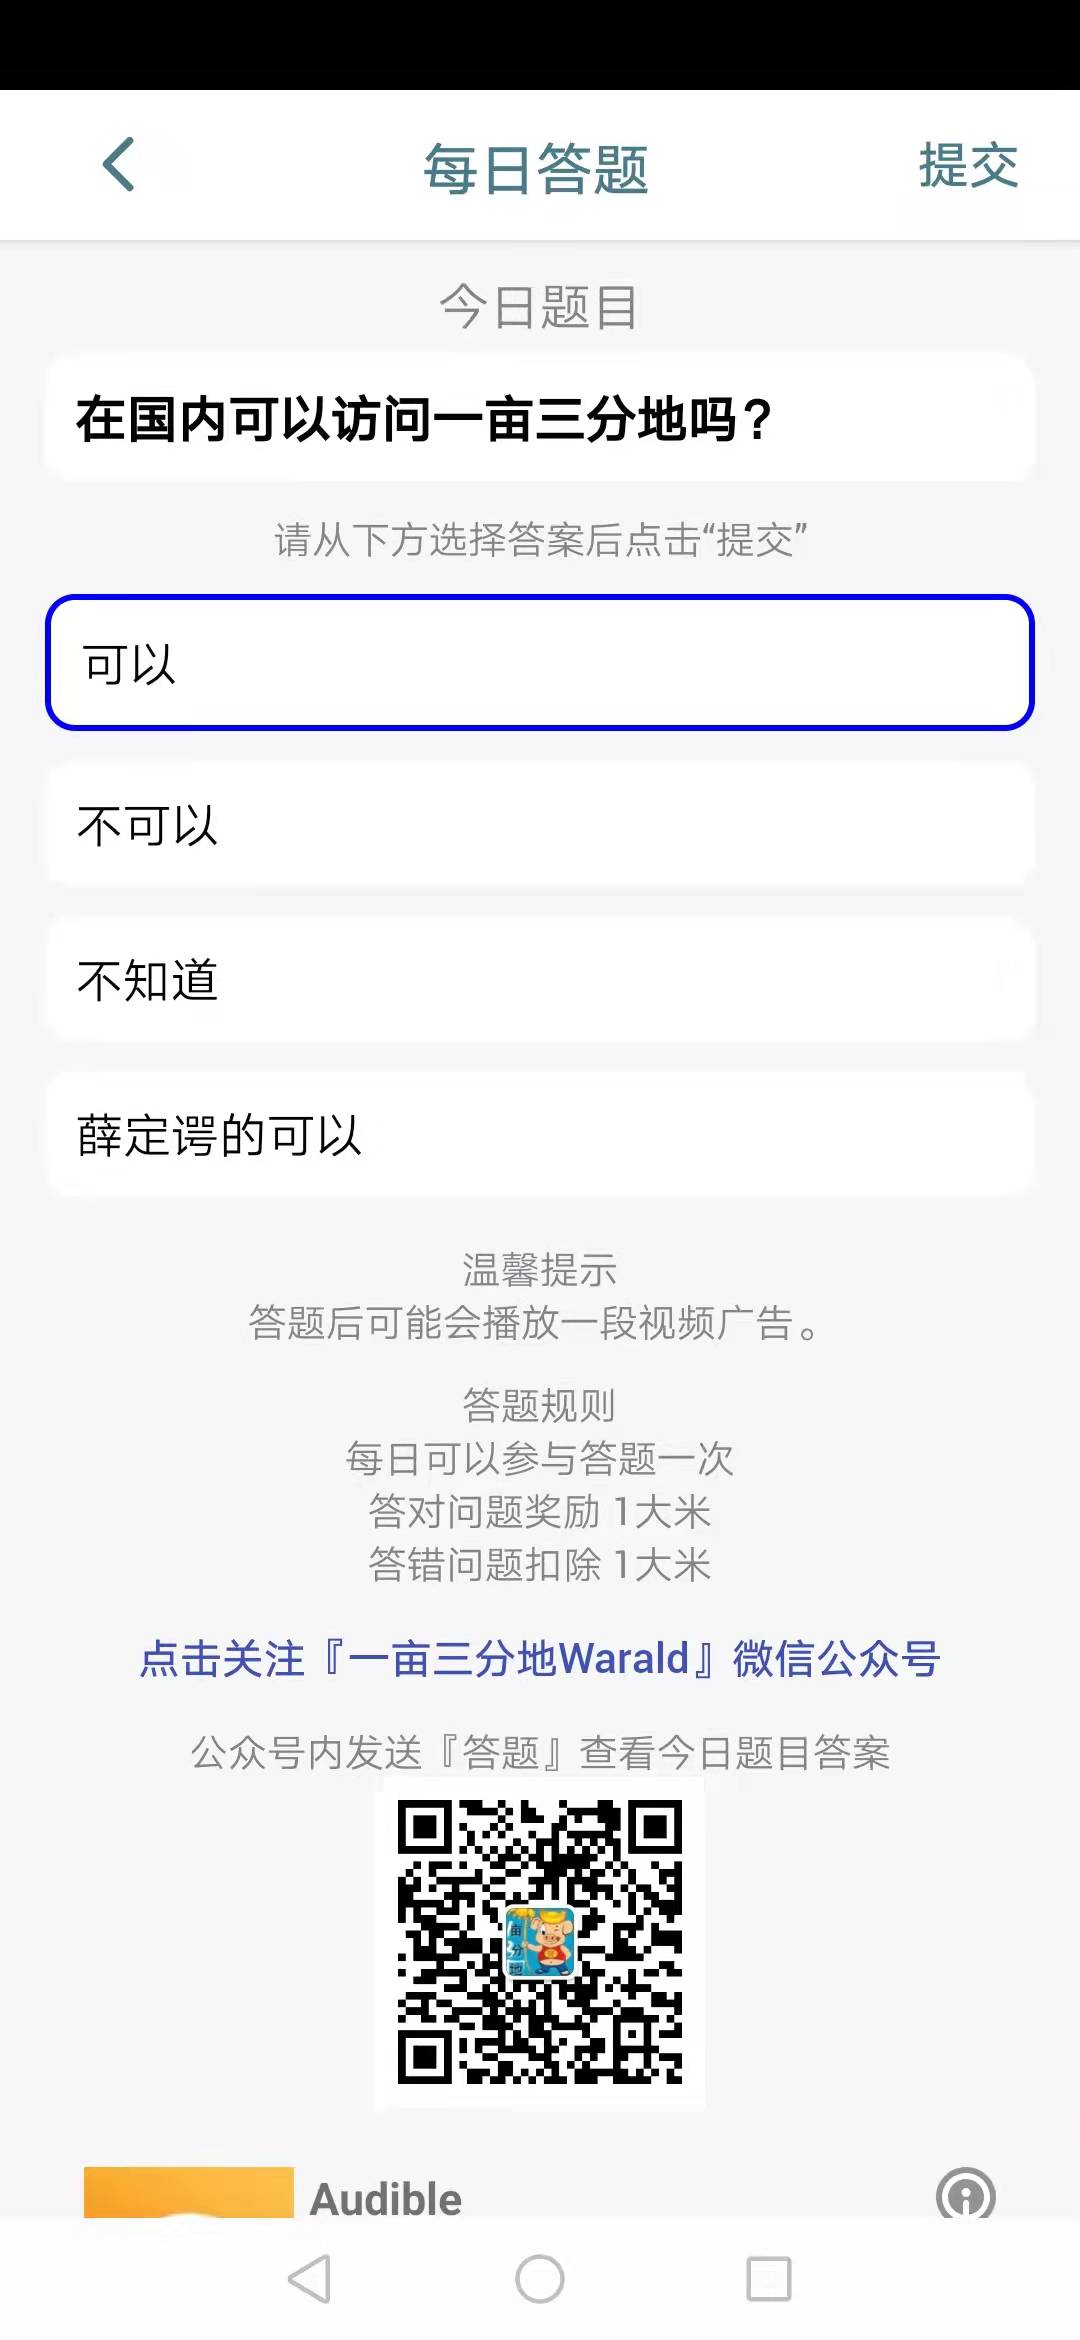 每日答题
提交
今日题目
在国内可以访问一亩三分地吗？
请从下方选择答案后点击“提交”
可以
不可以
不知道
薛定谔的可以
温馨提示
答题后可能会播放一段视频广告。
答题规则
每日可以参与答题一次
答对问题奖励 1大米
答错问题扣除 1大米
点击关注『一亩三分地Warald』微信公众号
公众号内发送『答题』查看今日题目答案
亩
分
地
Audible